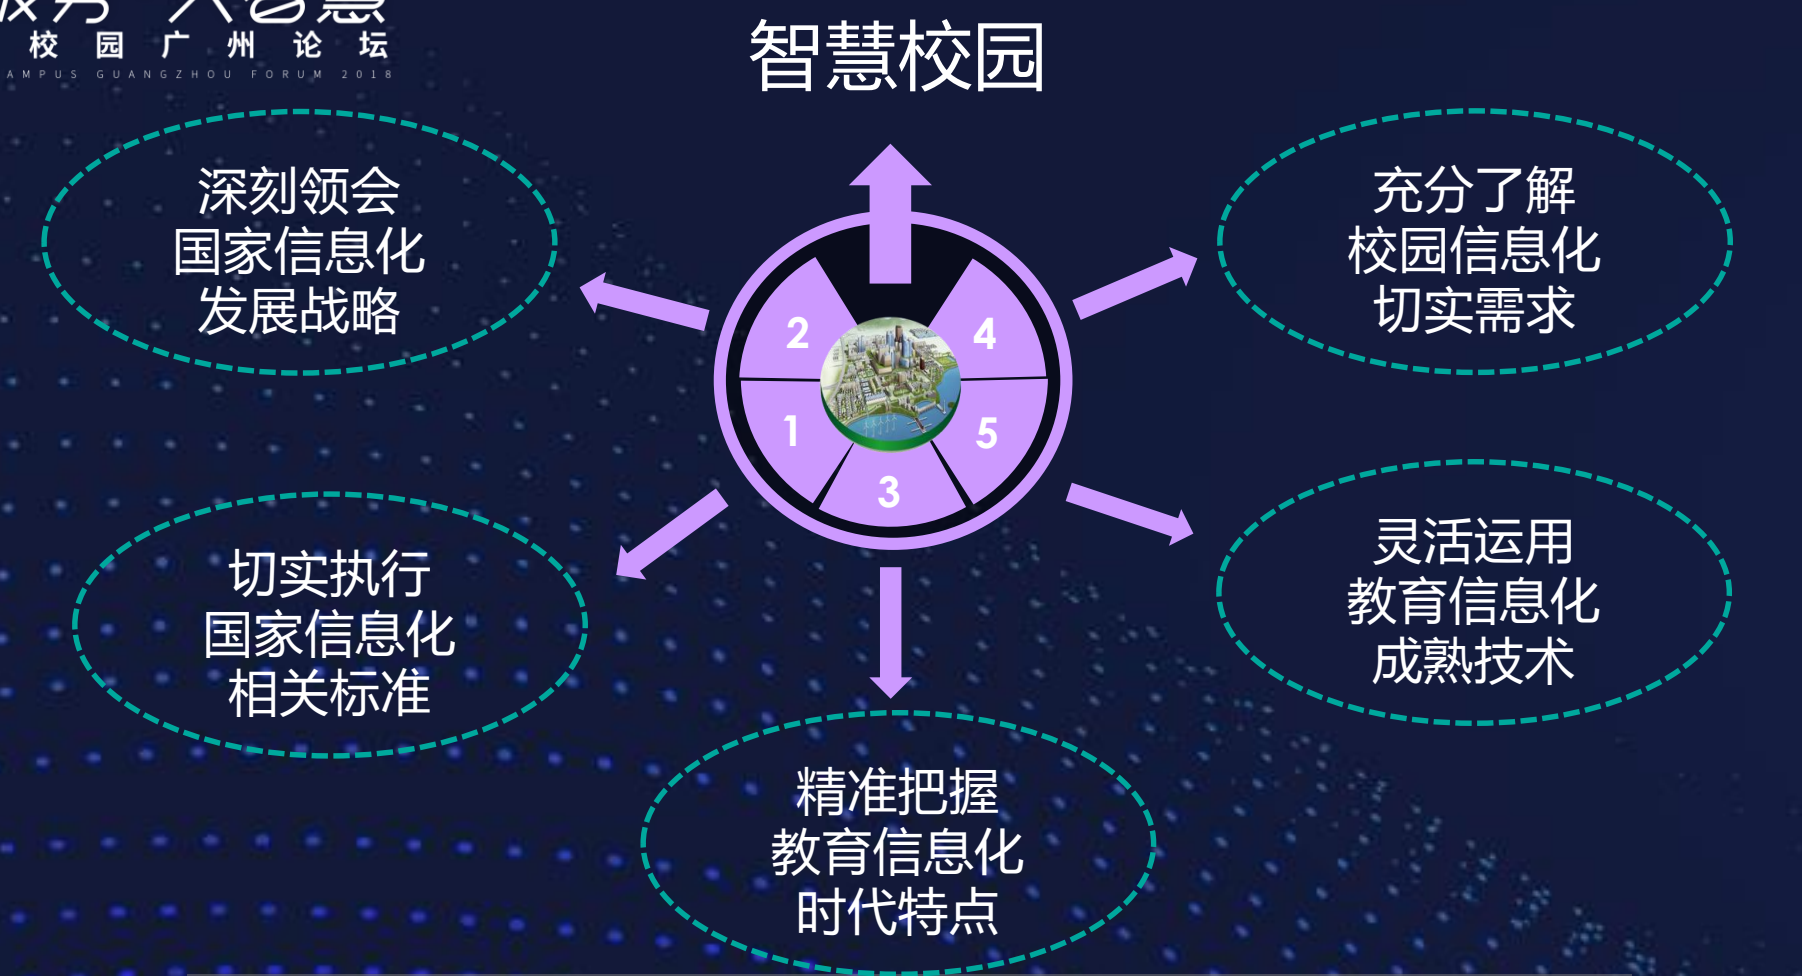 大智慧
校园广州论坛
AMPUS GUANGZHOU FORUM 2018
智慧校园
深刻领会
国家信息化
发展战略
充分了解
校园信息化
切实需求
2
4
1
5
3
切实执行
国家信息化
相关标准
灵活运用
教育信息化
成熟技术
精准把握
教育信息化
时代特点